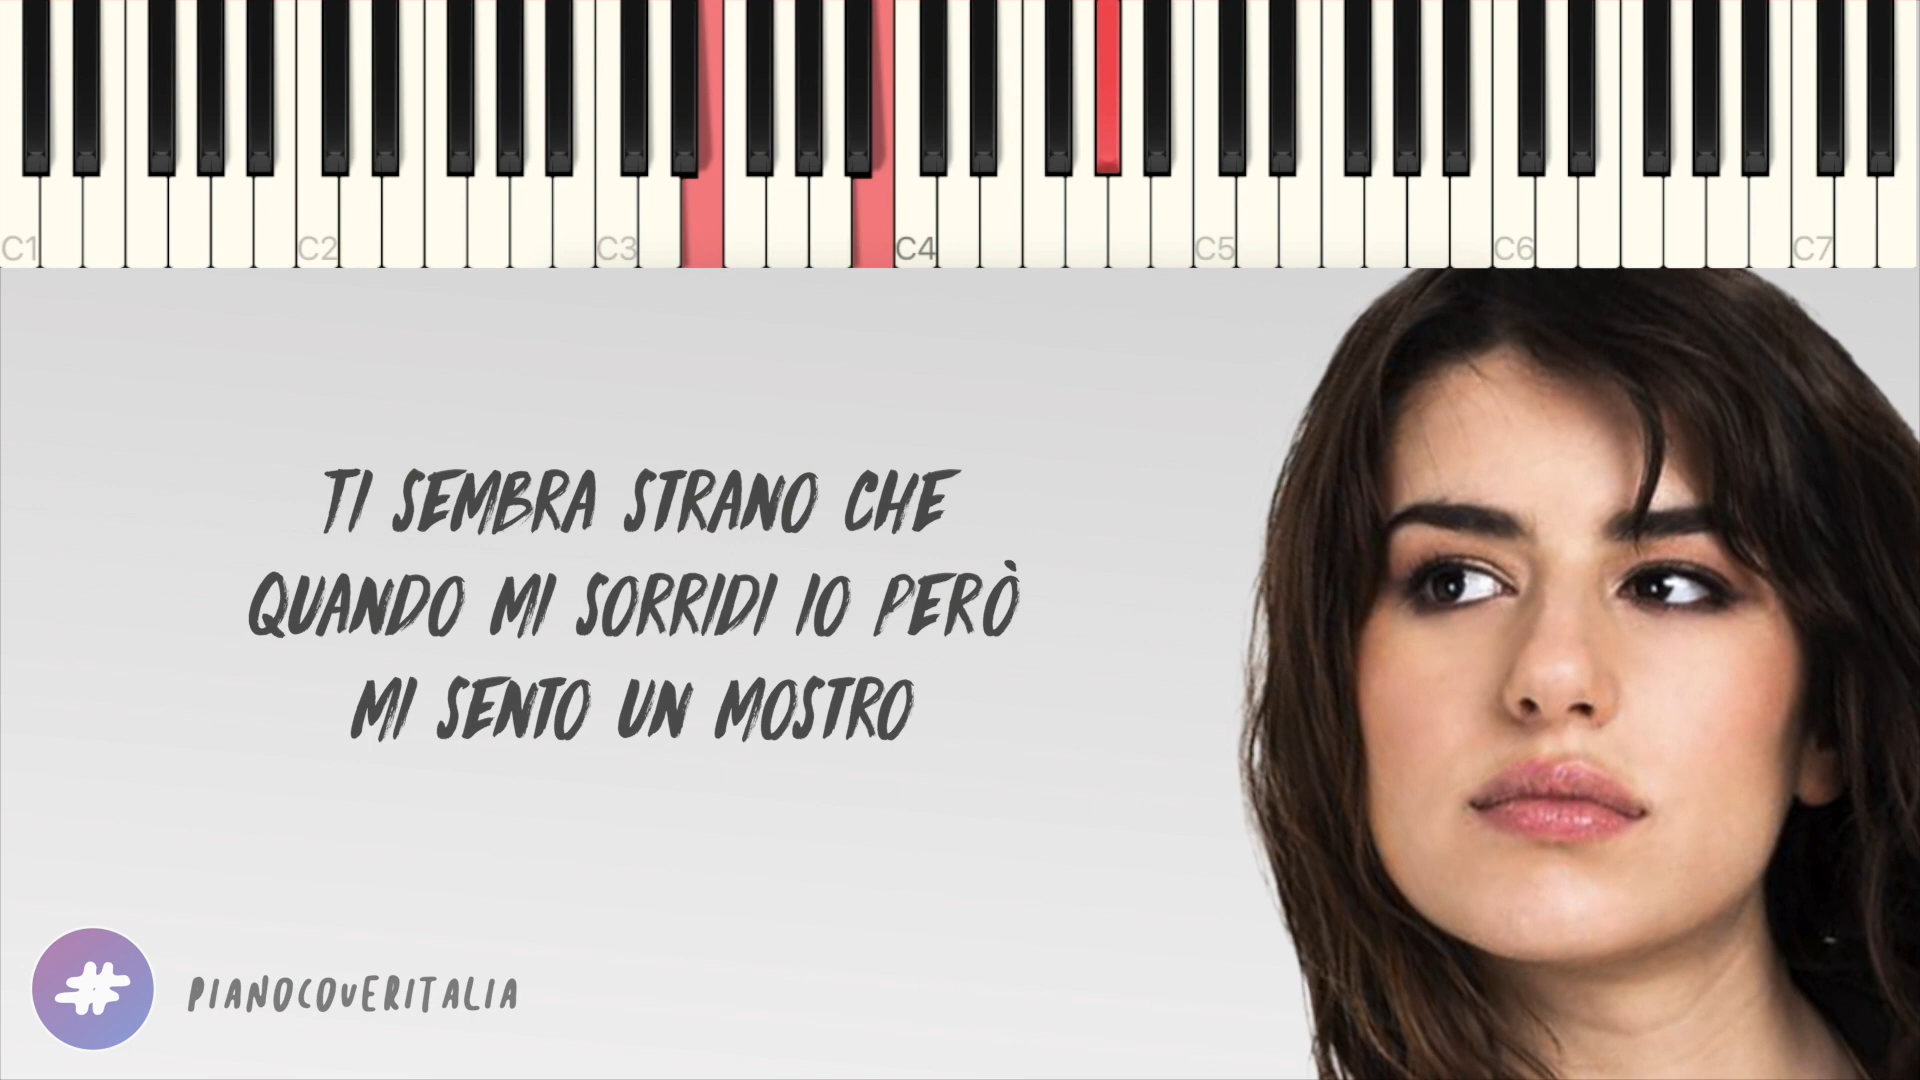 C1 C2 C3 C4 C5 C6 C7
TI SEMBRA STRANO CHE
QUANDO MI SORRIDI IO PERÒ
MI SENTO UN MOSTRO
#
PIANOCOVERITALIA